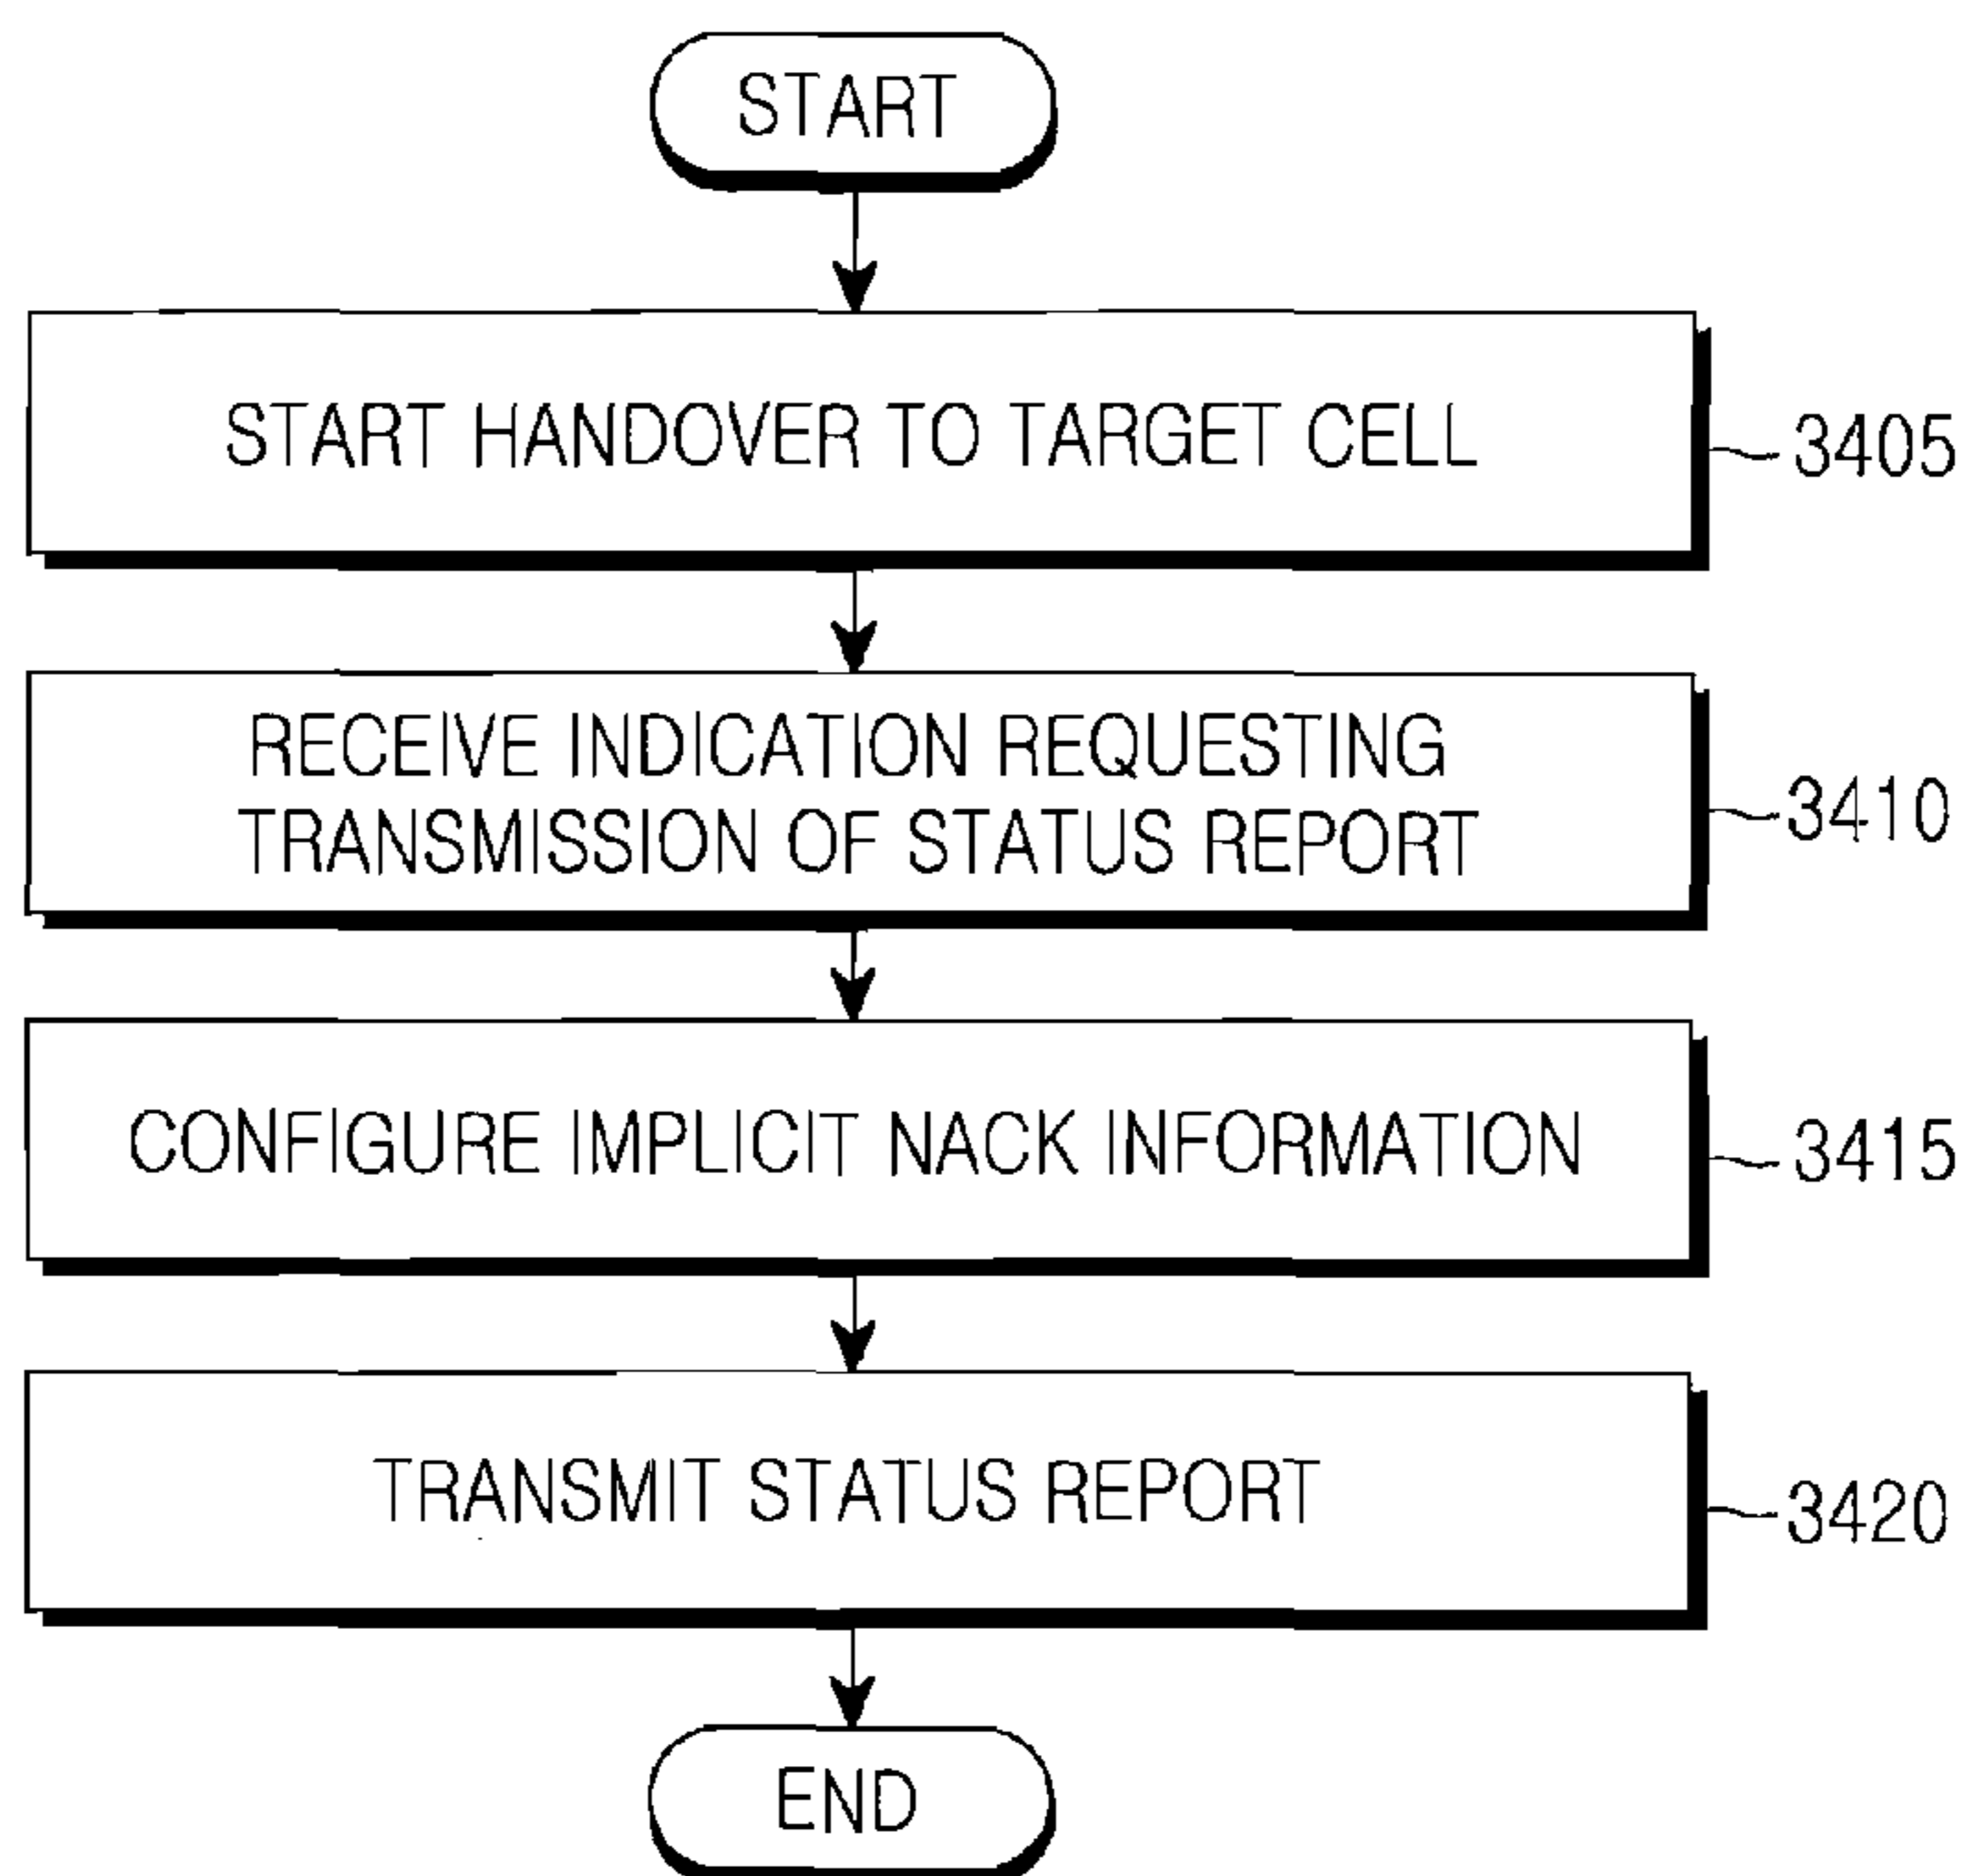 START
START HANDOVER TO TARGET CELL
3405
RECEIVE INDICATION REQUESTING
TRANSMISSION OF STATUS REPORT
3410
CONFIGURE IMPLICIT NACK INFORMATION
3415
TRANSMIT STATUS REPORT
3420
END